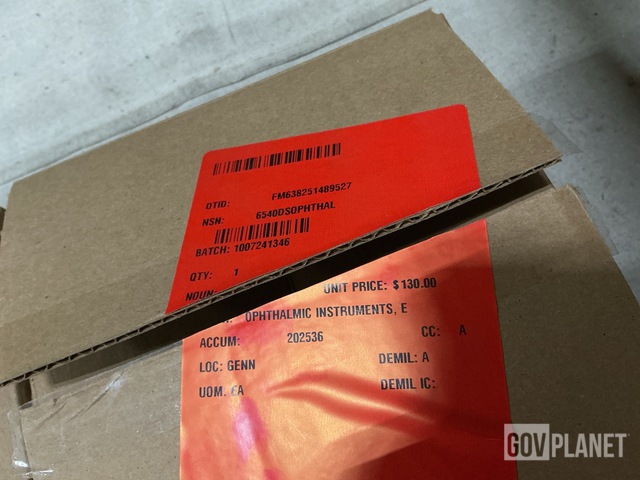 OTID: FM638251489527
NSN: 6540DSOPHTHAL
BATCH: 1007241346
QTY: 1
NOUN:
UNIT PRICE: $130.00
OPHTHALMIC INSTRUMENTS, E
ACCUM: 202536 CC: A
LOC: GENN DEMIL: A
UOM: EA DEMIL IC:
GOVPLANET